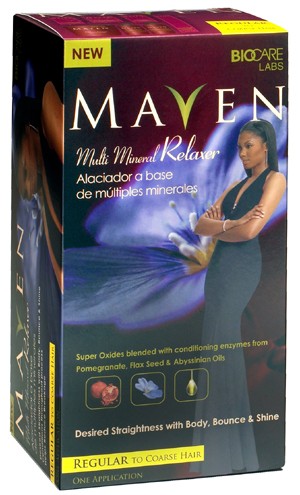 NEW
BIOCARE
LABS
MAVEN
Multi Mineral Relaxer
Alaciador a base
de múltiples minerales
Super Oxides blended with conditioning enzymes from
Pomegranate, Flax Seed & Abyssinian Oils
Desired Straightness with Body, Bounce & Shine
REGULAR TO COARSE HAIR
ONE APPLICATION
MAVEN